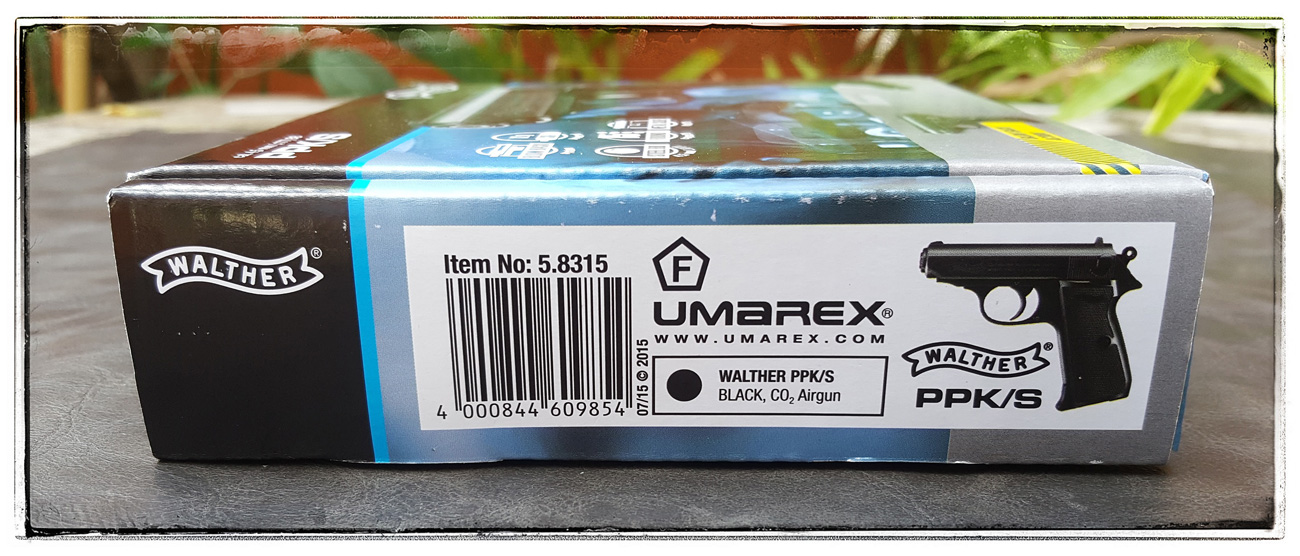 PPK/S
WALTHER®
Item No: 5.8315
4 000844 609854
07/15 © 2015
F
UMAREX®
WWW.UMAREX.COM
WALTHER PPK/S
BLACK, CO₂ Airgun
WALTHER®
PPK/S